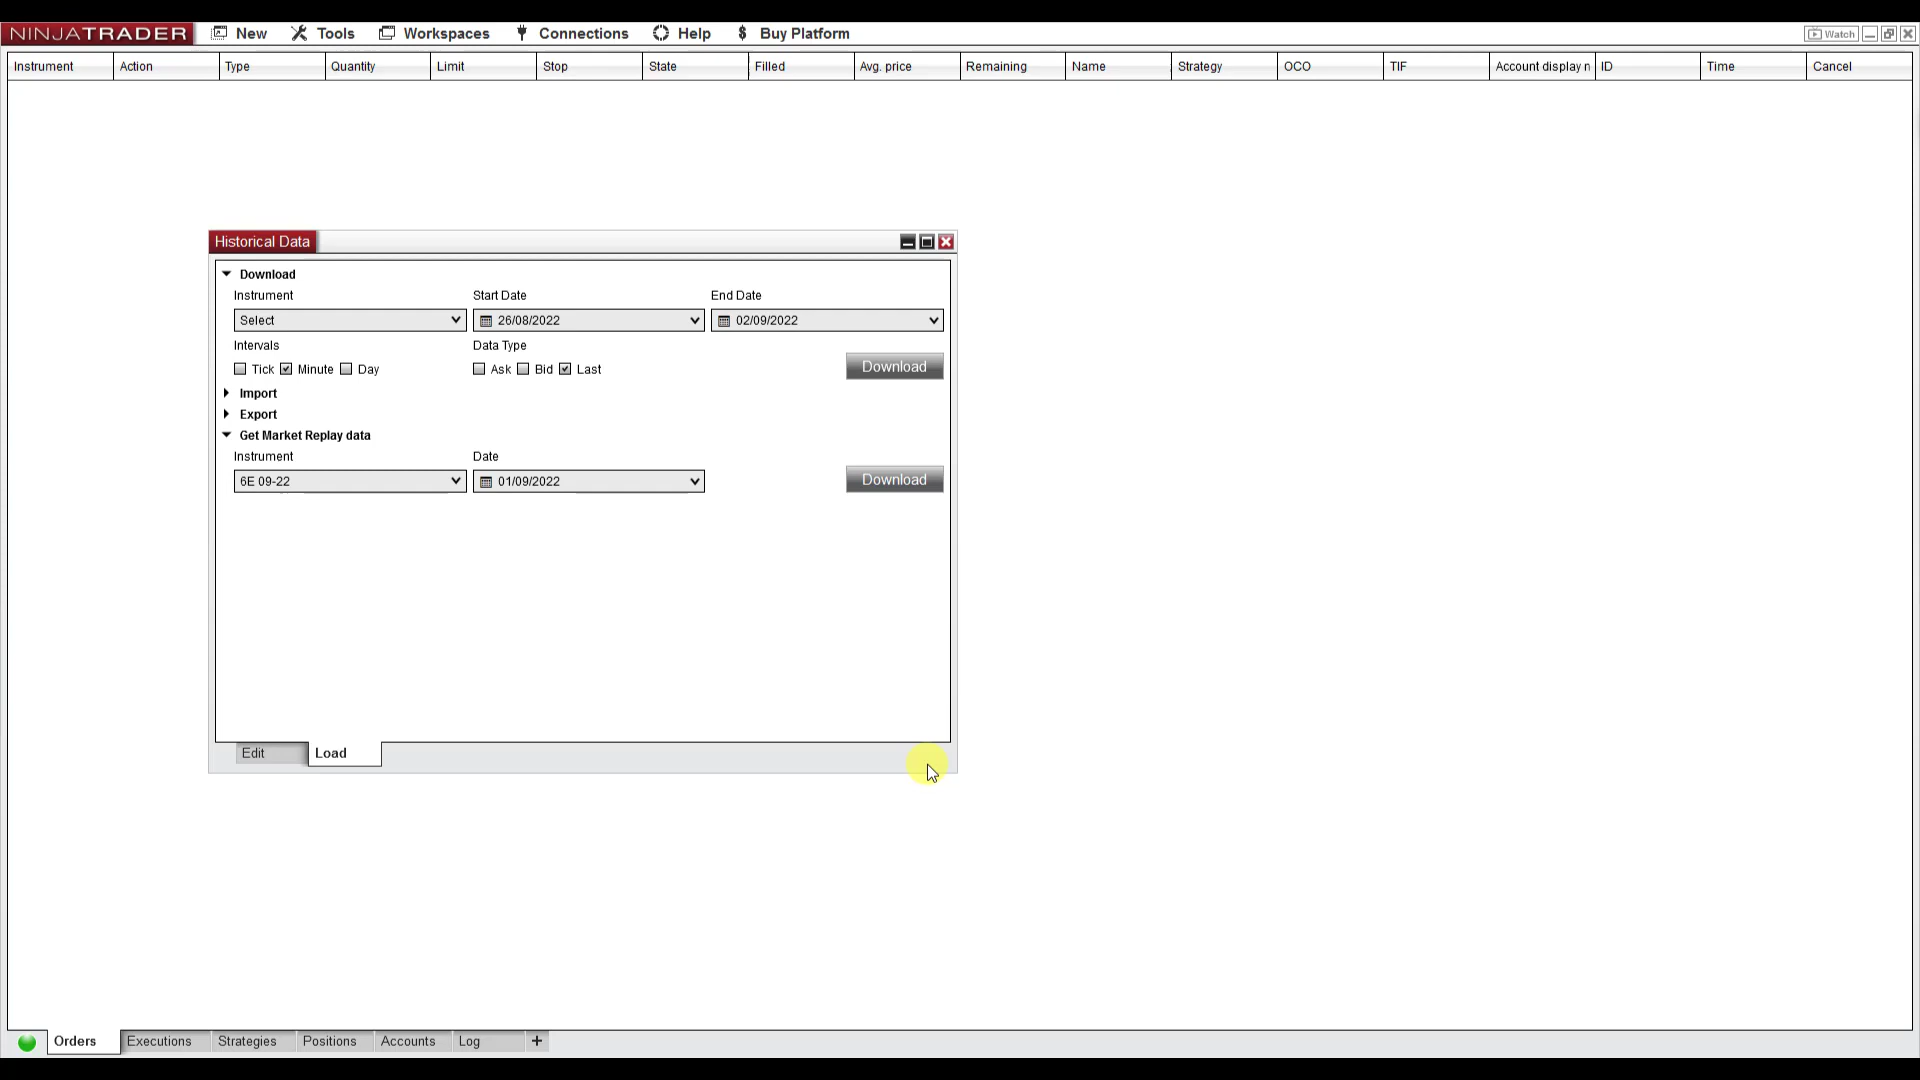 NINJATRADER New Tools Workspaces Connections Help $ Buy Platform Watch
Instrument Action Type Quantity Limit Stop State Filled Avg. price Remaining Name Strategy OCO TIF Account display n ID Time Cancel
Historical Data
Download
Instrument Start Date End Date
Select 26/08/2022 02/09/2022
Intervals Data Type
Tick Minute Day Ask Bid Last Download
Import
Export
Get Market Replay data
Instrument Date
6E 09-22 01/09/2022 Download
Edit Load
Orders Executions Strategies Positions Accounts Log +